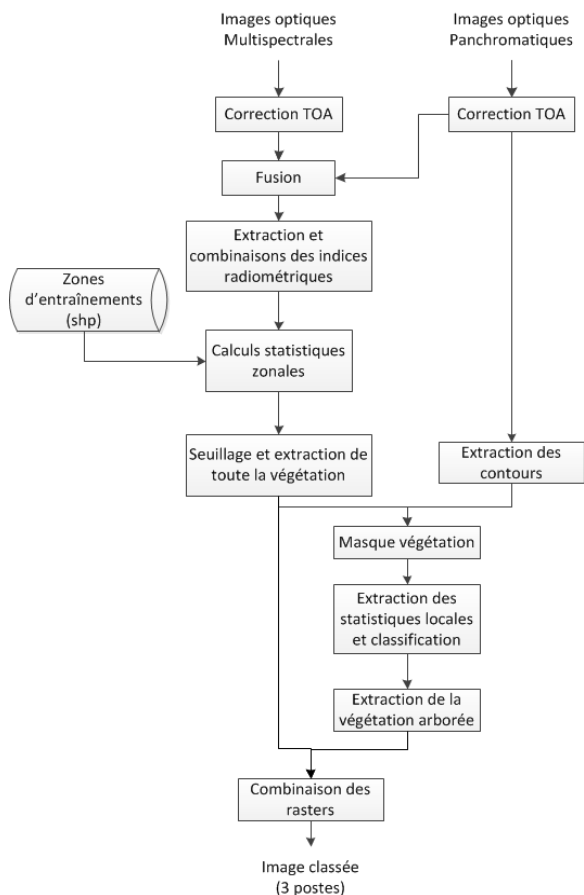 Images optiques
Multispectrales
Images optiques
Panchromatiques
Correction TOA
Correction TOA
Fusion
Extraction et
combinaisons des indices
radiométriques
Zones
d'entraînements
(shp)
Calculs statistiques
zonales
Seuillage et extraction de
toute la végétation
Extraction des
contours
Masque végétation
Extraction des
statistiques locales
et classification
Extraction de la
végétation arborée
Combinaison des
rasters
Image classée
(3 postes)